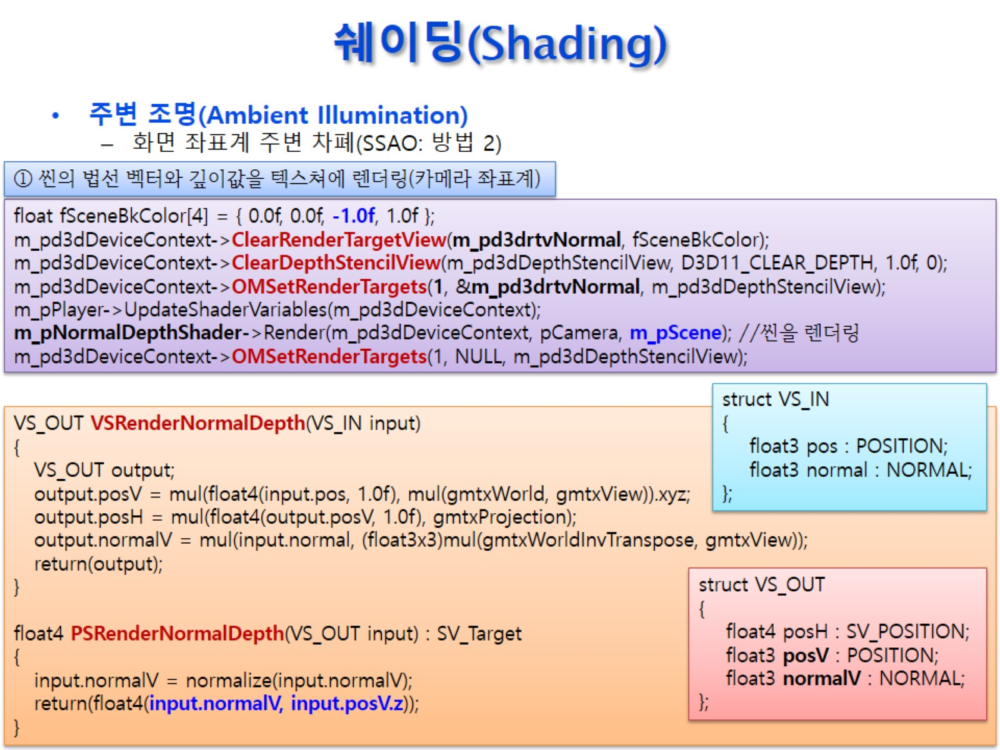 쉐이딩(Shading)
• 주변 조명(Ambient Illumination)
– 화면 좌표계 주변 차폐(SSAO: 방법 2)
① 씬의 법선 벡터와 깊이값을 텍스쳐에 렌더링(카메라 좌표계)
float fSceneBkColor[4] = { 0.0f, 0.0f, -1.0f, 1.0f };
m_pd3dDeviceContext->ClearRenderTargetView(m_pd3drtvNormal, fSceneBkColor);
m_pd3dDeviceContext->ClearDepthStencilView(m_pd3dDepthStencilView, D3D11_CLEAR_DEPTH, 1.0f, 0);
m_pd3dDeviceContext->OMSetRenderTargets(1, &m_pd3drtvNormal, m_pd3dDepthStencilView);
m_pPlayer->UpdateShaderVariables(m_pd3dDeviceContext);
m_pNormalDepthShader->Render(m_pd3dDeviceContext, pCamera, m_pScene); //씬을 렌더링
m_pd3dDeviceContext->OMSetRenderTargets(1, NULL, m_pd3dDepthStencilView);
struct VS_IN
{
float3 pos : POSITION;
float3 normal : NORMAL;
};
VS_OUT VSRenderNormalDepth(VS_IN input)
{
VS_OUT output;
output.posV = mul(float4(input.pos, 1.0f), mul(gmtxWorld, gmtxView)).xyz;
output.posH = mul(float4(output.posV, 1.0f), gmtxProjection);
output.normalV = mul(input.normal, (float3x3)mul(gmtxWorldInvTranspose, gmtxView));
return(output);
}
float4 PSRenderNormalDepth(VS_OUT input) : SV_Target
{
input.normalV = normalize(input.normalV);
return(float4(input.normalV, input.posV.z));
}
struct VS_OUT
{
float4 posH : SV_POSITION;
float3 posV : POSITION;
float3 normalV : NORMAL;
};